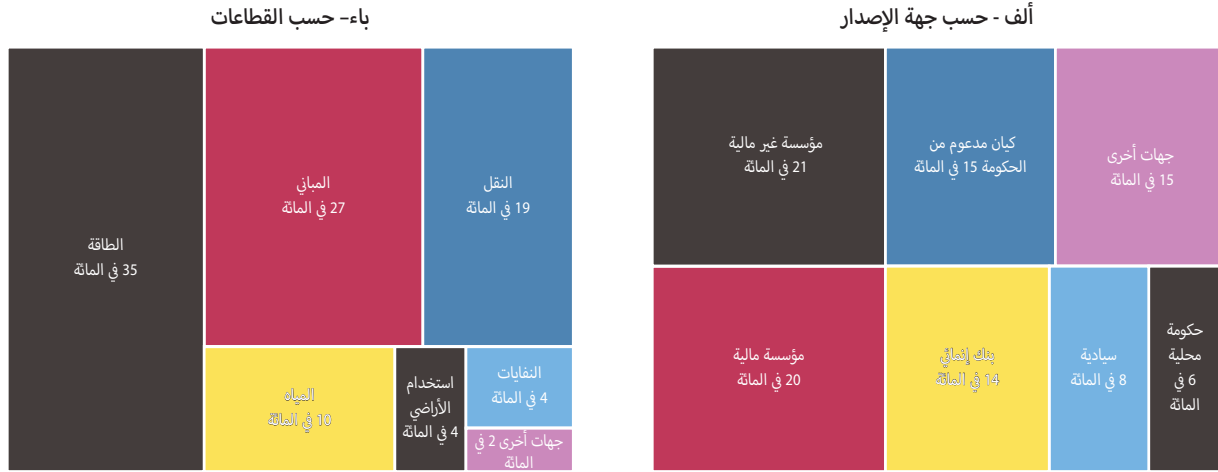 ألف - حسب جهة الإصدار
مؤسسة غير مالية
21 في المائة
كيان مدعوم من
الحكومة 15 في المائة
جهات أخرى
15 في المائة
مؤسسة مالية
20 في المائة
بنك إنمائي
14 في المائة
سيادية
8 في المائة
حكومة
محلية
6 في
المائة
باء- حسب القطاعات
الطاقة
35 في المائة
المباني
27 في المائة
النقل
19 في المائة
المياه
10 في المائة
استخدام
الأراضي
4 في المائة
النفايات
4 في المائة
جهات أخرى 2 في
المائة